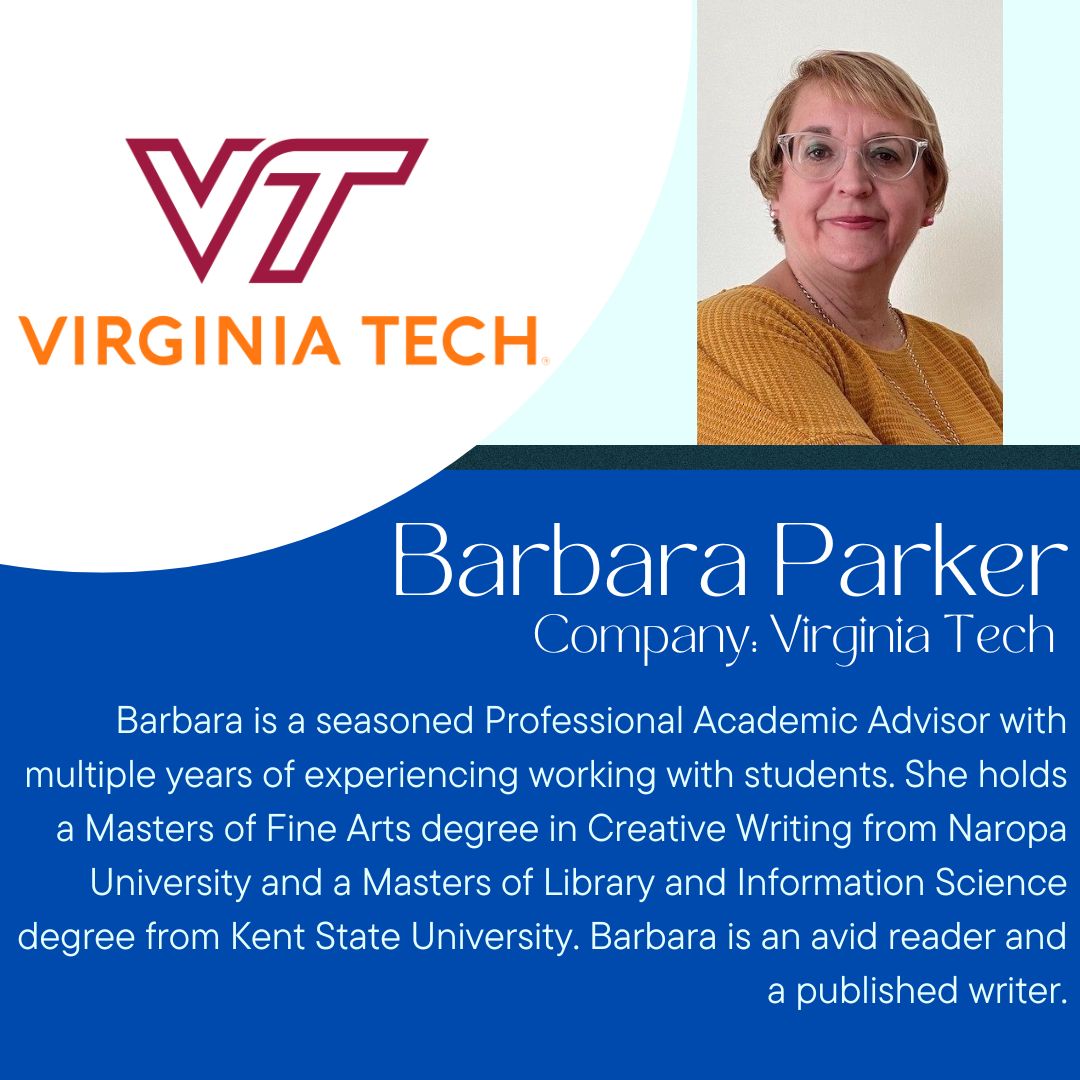 VT
VIRGINIA TECH®
Barbara Parker
Company: Virginia Tech
Barbara is a seasoned Professional Academic Advisor with
multiple years of experiencing working with students. She holds
a Masters of Fine Arts degree in Creative Writing from Naropa
University and a Masters of Library and Information Science
degree from Kent State University. Barbara is an avid reader and
a published writer.